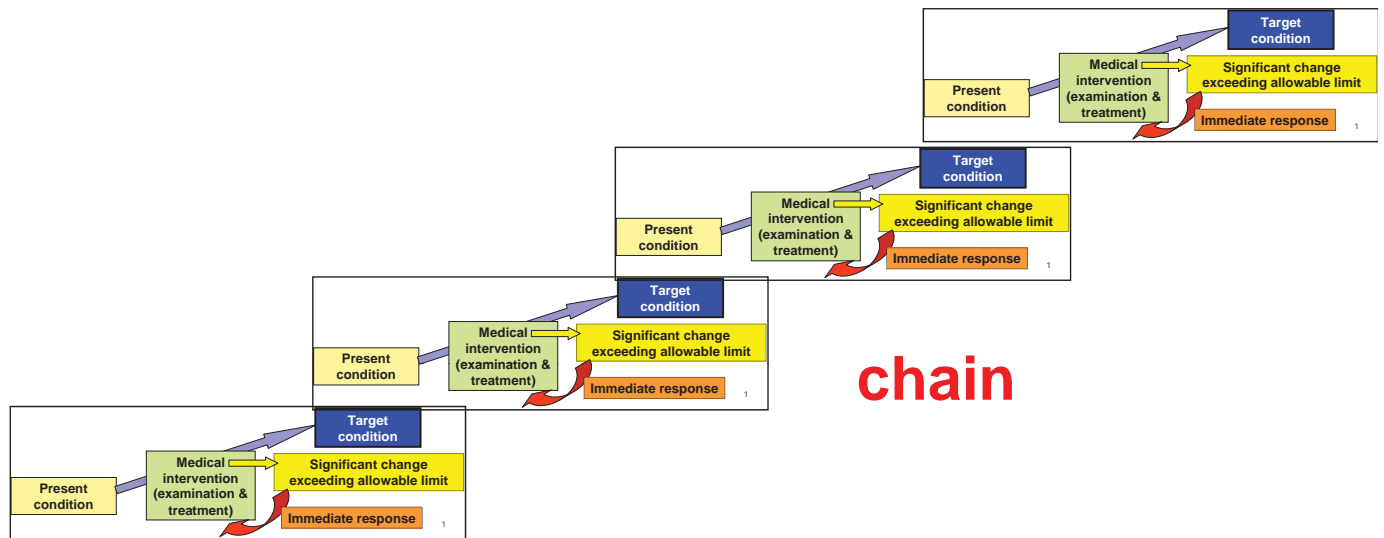 Target
condition
Medical
intervention
(examination &
treatment)
Significant change
exceeding allowable limit
Present
condition
Immediate response
1
Target
condition
Medical
intervention
(examination &
treatment)
Significant change
exceeding allowable limit
Present
condition
Immediate response
1
Target
condition
Medical
intervention
(examination &
treatment)
Significant change
exceeding allowable limit
Present
condition
Immediate response
1
chain
Target
condition
Medical
intervention
(examination &
treatment)
Significant change
exceeding allowable limit
Present
condition
Immediate response
1